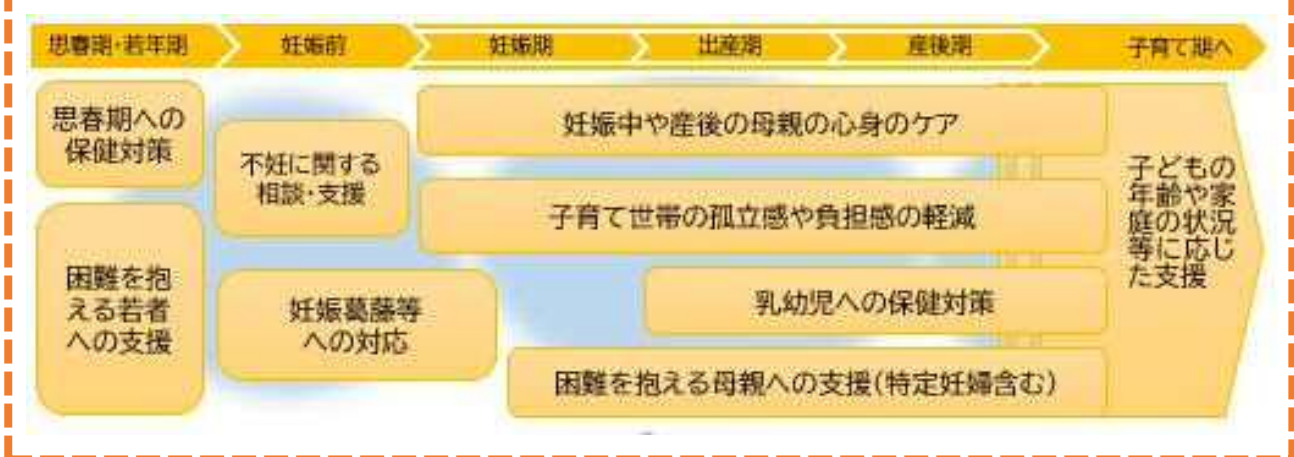 思春期・若年期
妊娠前
妊娠期
出産期
産後期
子育て期へ
思春期への
保健対策
困難を抱
える若者
への支援
不妊に関する
相談・支援
妊娠葛藤等
への対応
妊娠中や産後の母親の心身のケア
子育て世帯の孤立感や負担感の軽減
乳幼児への保健対策
困難を抱える母親への支援(特定妊婦含む)
子どもの
年齢や家
庭の状況
等に応じ
た支援